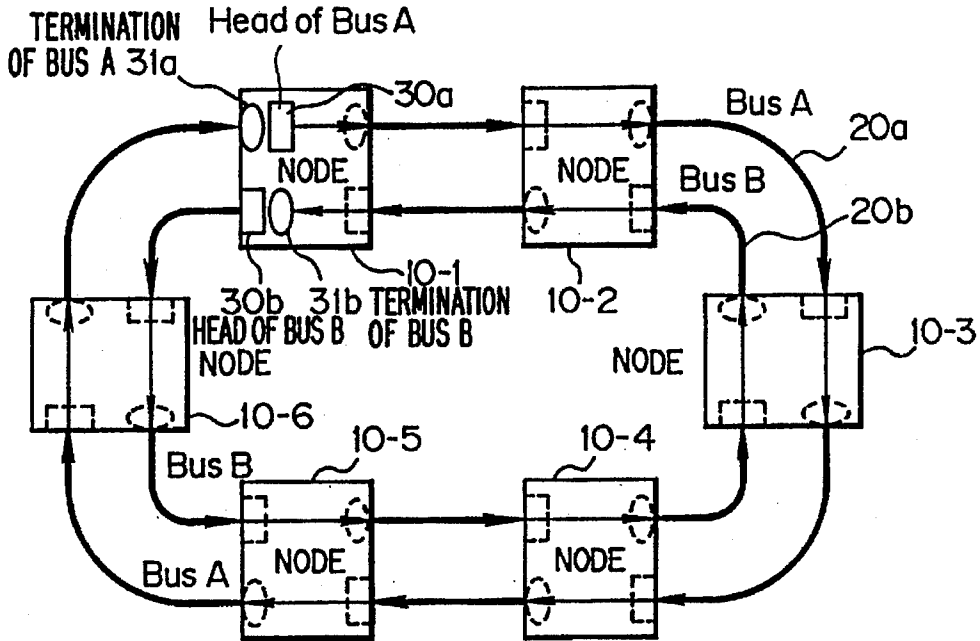 TERMINATION
OF BUS A 31a
Head of Bus A
30a
NODE
NODE
Bus A
20a
Bus B
20b
10-1
10-2
30b
31b TERMINATION
HEAD OF BUS B
OF BUS B
NODE
NODE
10-3
10-6
10-5
10-4
Bus B
NODE
NODE
Bus A